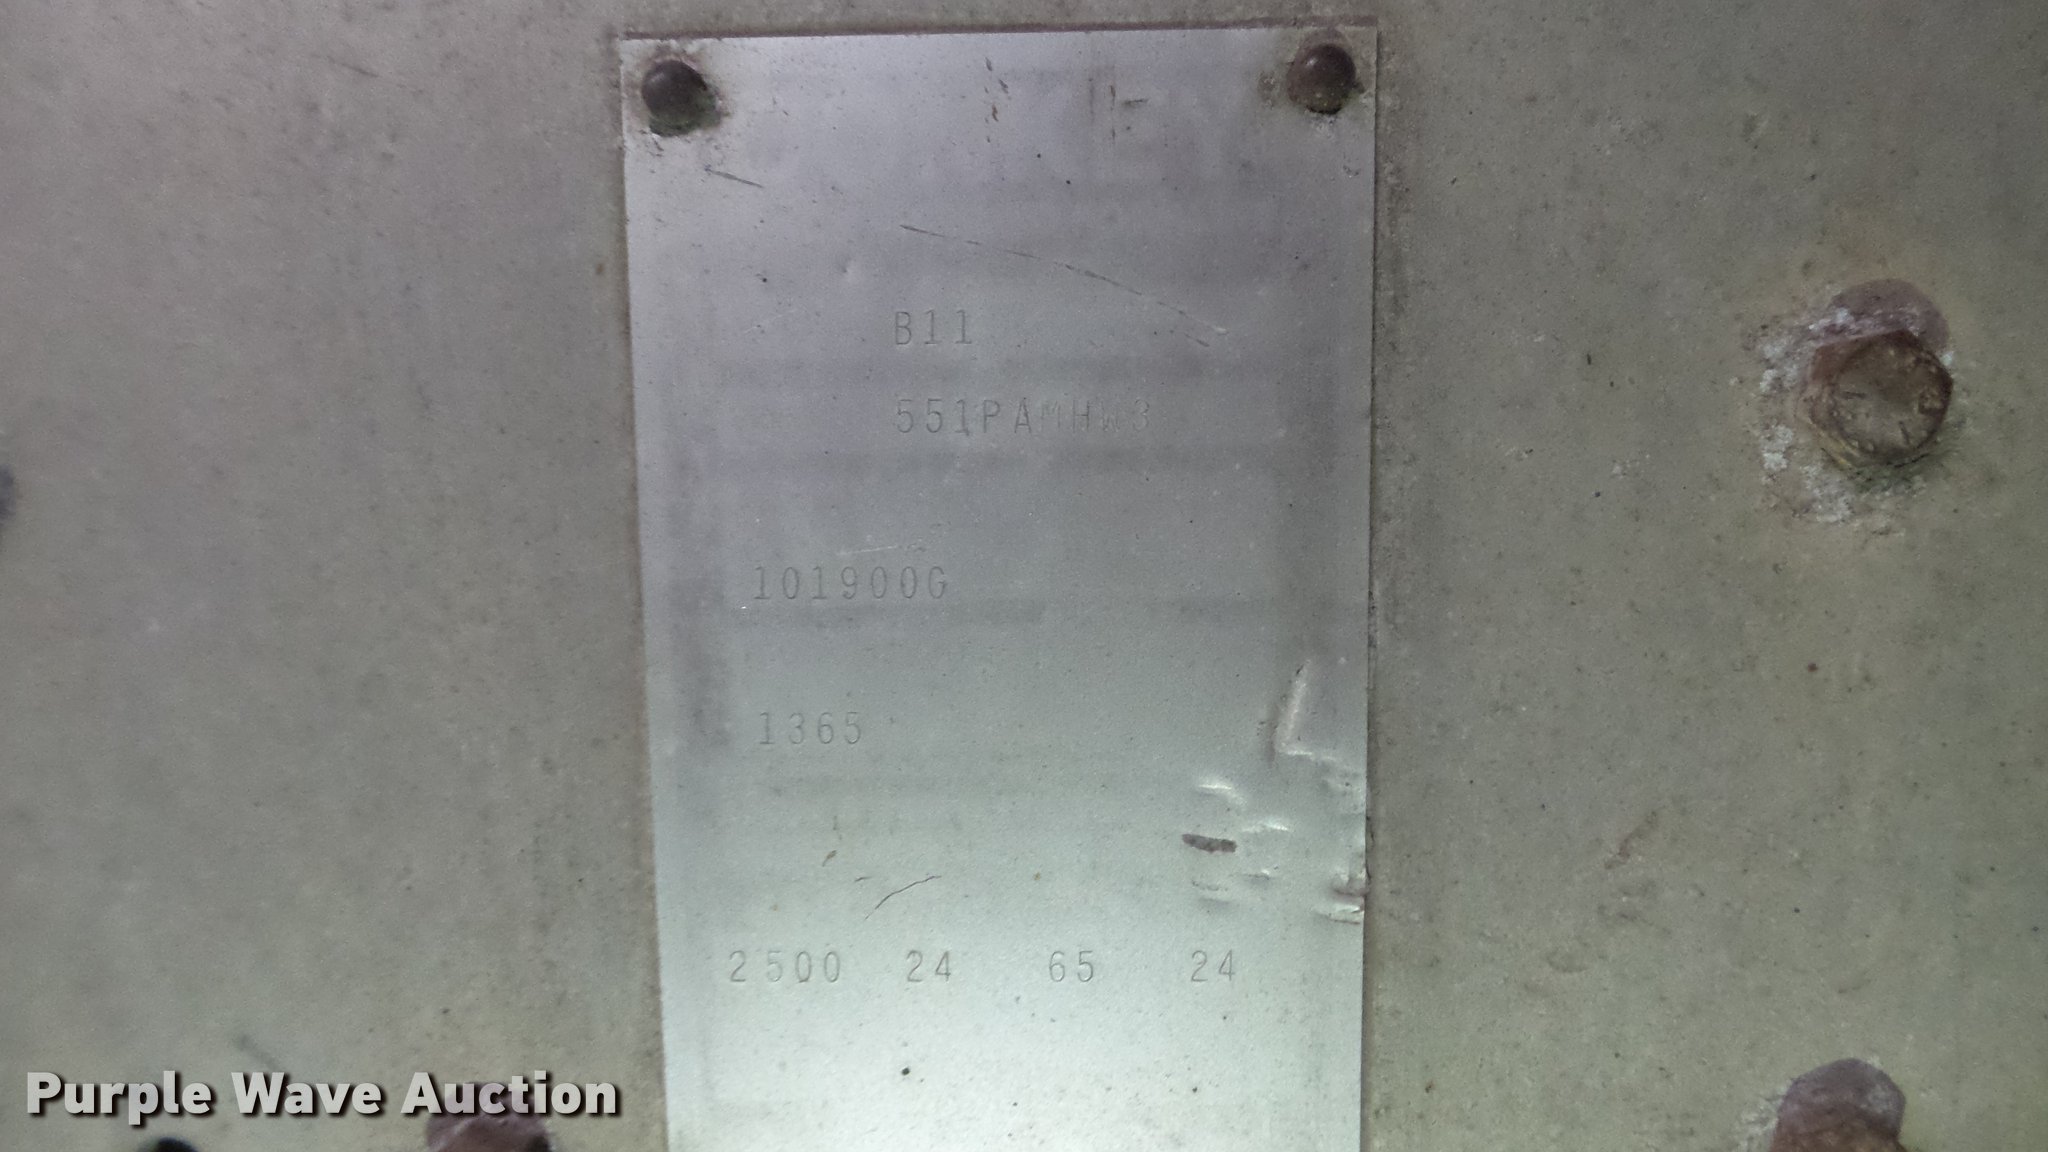 B11
551PAMHW3
101900G
1365
2500 24 65 24
Purple Wave Auction